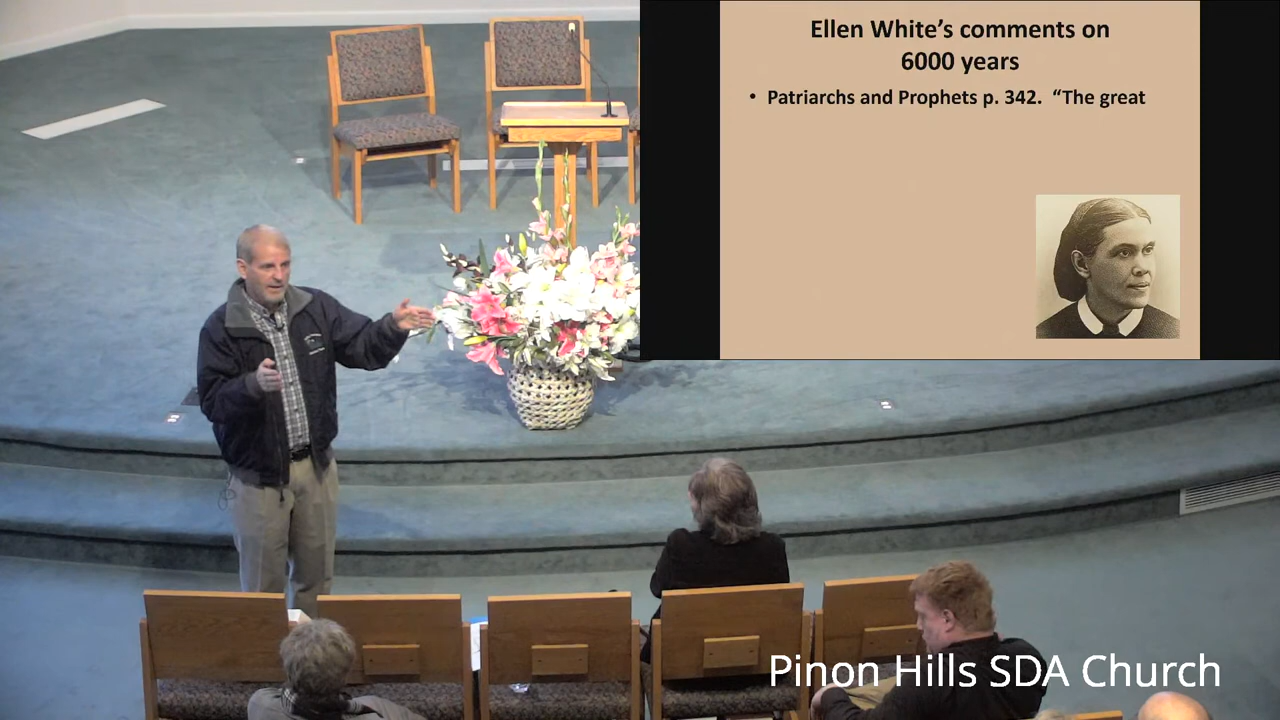 Ellen White’s comments on
6000 years
• Patriarchs and Prophets p. 342.  “The great
Pinon Hills SDA Church